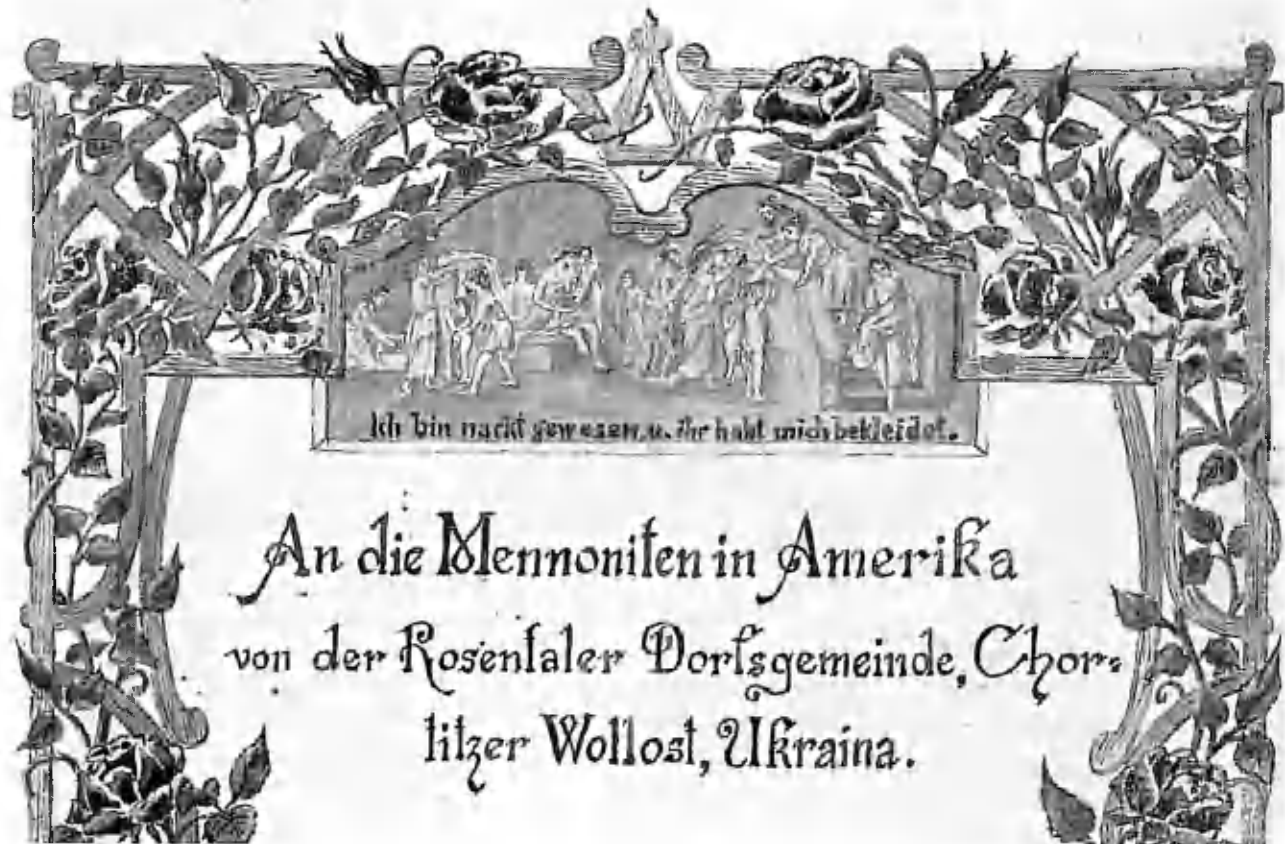 Ich bin nackt gewesen, u. ihr habt mich bekleidet.
An die Mennoniten in Amerika
von der Rosentaler Dorfsgemeinde, Chor-
titzer Wollost, Ukraina.